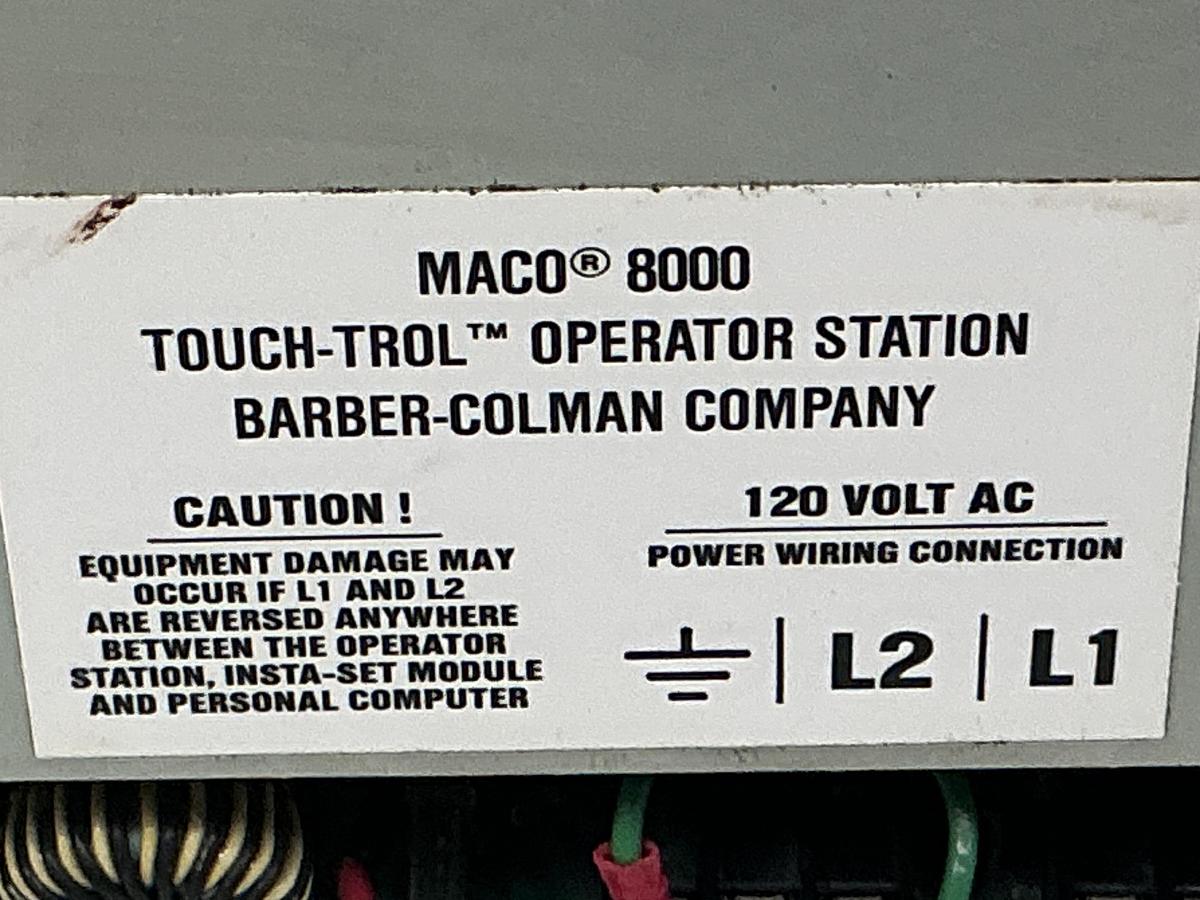 MACO® 8000
TOUCH-TROL™ OPERATOR STATION
BARBER-COLMAN COMPANY
CAUTION !
EQUIPMENT DAMAGE MAY
OCCUR IF L1 AND L2
ARE REVERSED ANYWHERE
BETWEEN THE OPERATOR
STATION, INSTA-SET MODULE
AND PERSONAL COMPUTER
120 VOLT AC
POWER WIRING CONNECTION
L2 | L1